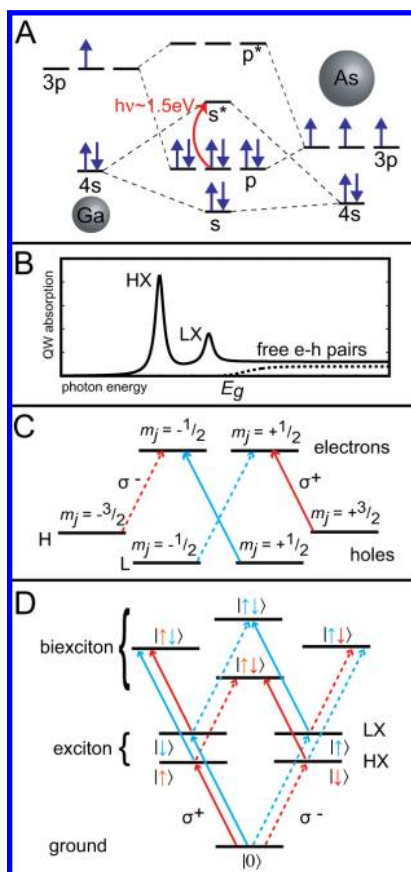 A
3p
p*
As
hν~1.5eV
s*
3p
4s
p
4s
Ga
s
B
QW absorption
HX
LX
free e-h pairs
photon energy
Eg
C
mj = -1/2
mj = +1/2
electrons
σ -
σ+
mj = -3/2
mj = +3/2
H
mj = -1/2
mj = +1/2
L
holes
D
|↑↓⟩
|↑↓⟩
|↑↓⟩
biexciton
|↑↓⟩
LX
exciton
|↓⟩
|↑⟩
HX
|↑⟩
|↓⟩
σ+
σ -
ground
|0⟩